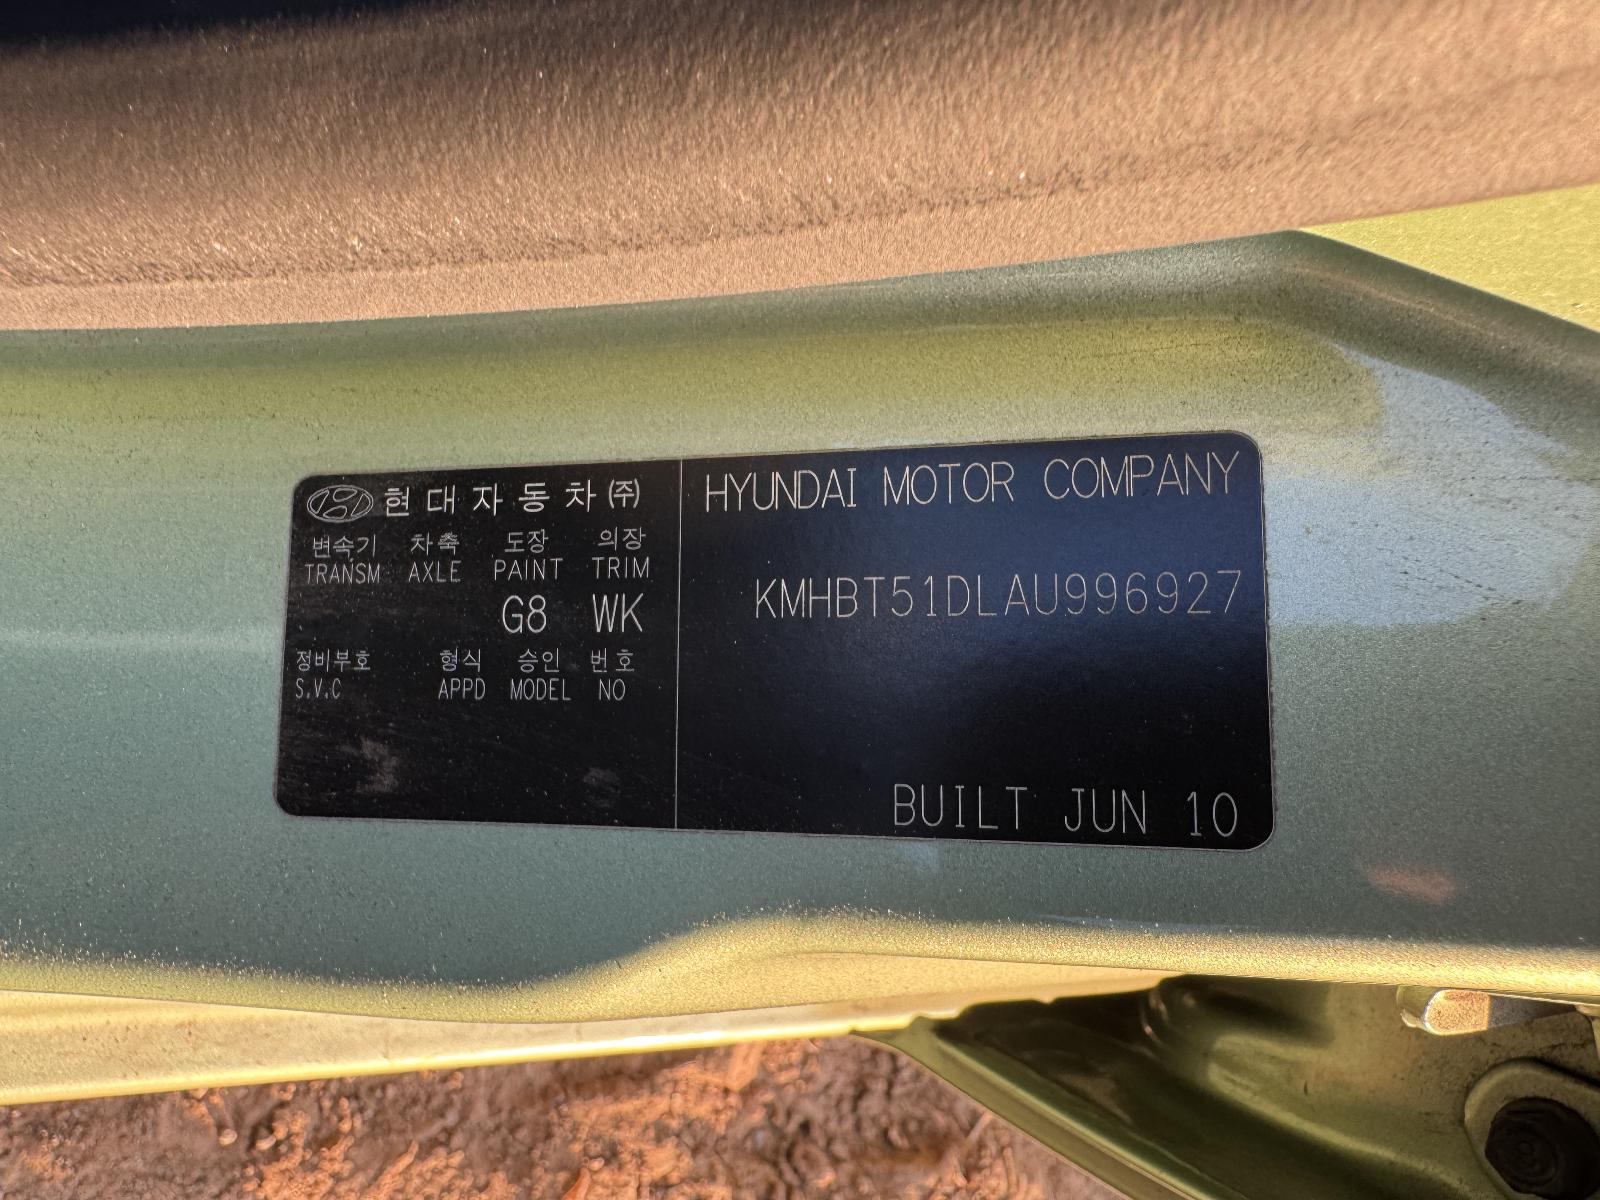 현대자동차 ㈜
변속기 차축 도장 의장
TRANSM AXLE PAINT TRIM
G8 WK
정비부호 형식 승인 번호
S.V.C APPD MODEL NO
HYUNDAI MOTOR COMPANY
KMHBT51DLAU996927
BUILT JUN 10